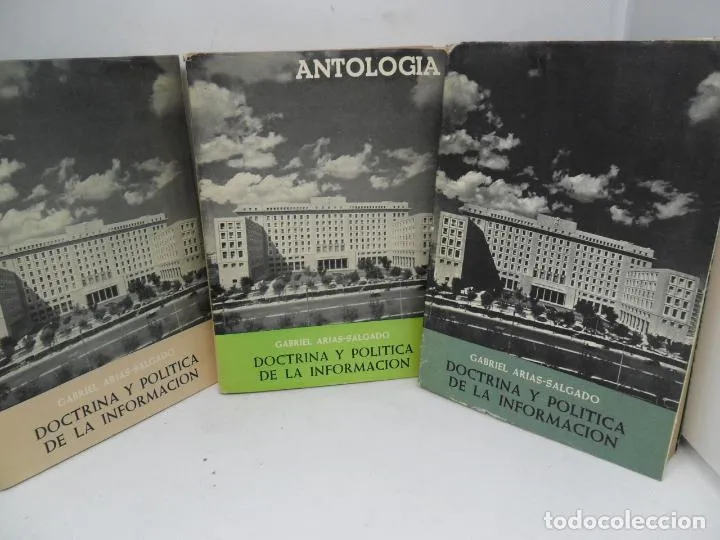 GABRIEL ARIAS-SALGADO
DOCTRINA Y POLITICA
DE LA INFORMACION
ANTOLOGIA
GABRIEL ARIAS-SALGADO
DOCTRINA Y POLITICA
DE LA INFORMACION
GABRIEL ARIAS-SALGADO
DOCTRINA Y POLITICA
DE LA INFORMACION
todocoleccion.net